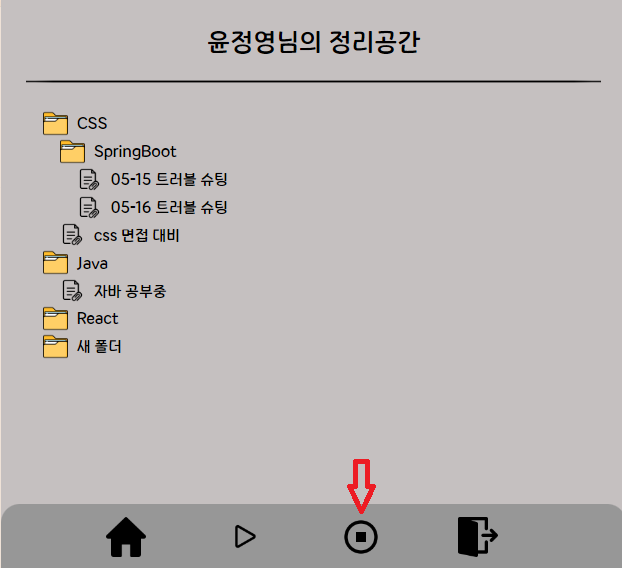 윤정영님의 정리공간
CSS
SpringBoot
05-15 트러블 슈팅
05-16 트러블 슈팅
css 면접 대비
Java
자바 공부중
React
새 폴더